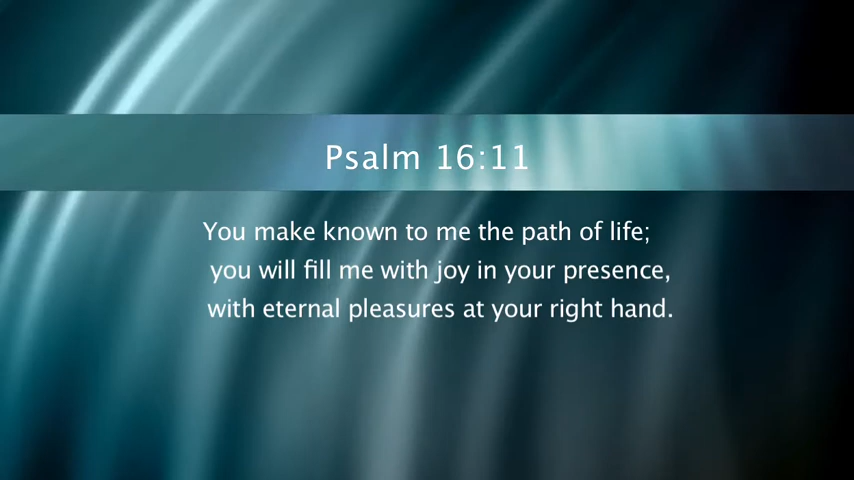 Psalm 16:11
You make known to me the path of life;
you will fill me with joy in your presence,
with eternal pleasures at your right hand.